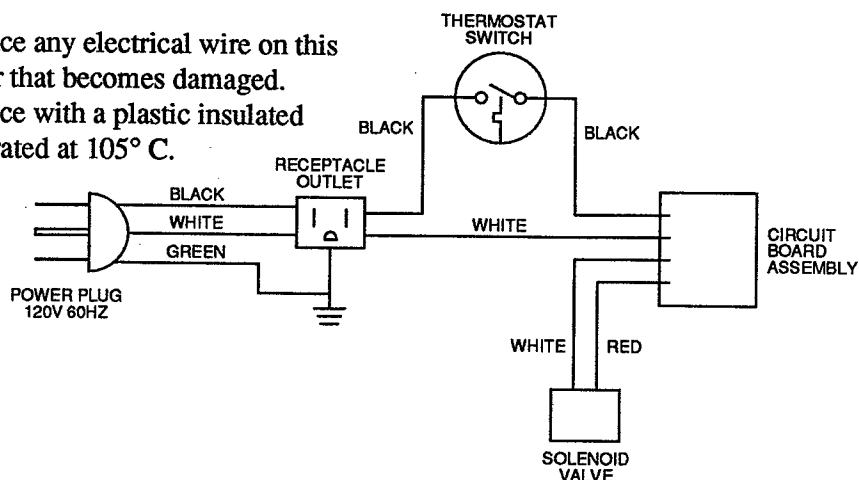 ce any electrical wire on this
that becomes damaged.
ce with a plastic insulated
rated at 105° C.
THERMOSTAT
SWITCH
BLACK
BLACK
RECEPTACLE
OUTLET
BLACK
WHITE
GREEN
WHITE
POWER PLUG
120V 60HZ
CIRCUIT
BOARD
ASSEMBLY
WHITE
RED
SOLENOID
VALVE